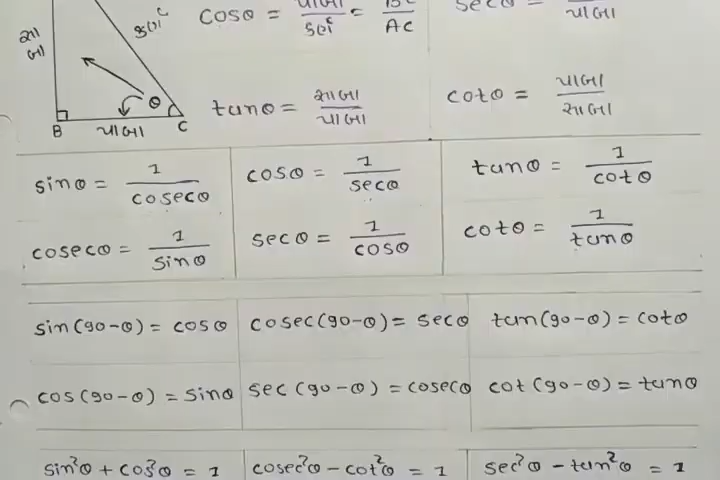 સા
બા
કર્ણ
B
પાબા
C
θ
cosθ = પાબા/કર્ણ = BC/AC
secθ = /પાબા
tanθ = સાબા/પાબા
cotθ = પાબા/સાબા
sinθ = 1/cosecθ
cosθ = 1/secθ
tanθ = 1/cotθ
cosecθ = 1/sinθ
secθ = 1/cosθ
cotθ = 1/tanθ
sin(90-θ) = cosθ
cosec(90-θ) = secθ
tan(90-θ) = cotθ
cos(90-θ) = sinθ
sec(90-θ) = cosecθ
cot(90-θ) = tanθ
sin²θ + cos²θ = 1
cosec²θ - cot²θ = 1
sec²θ - tan²θ = 1